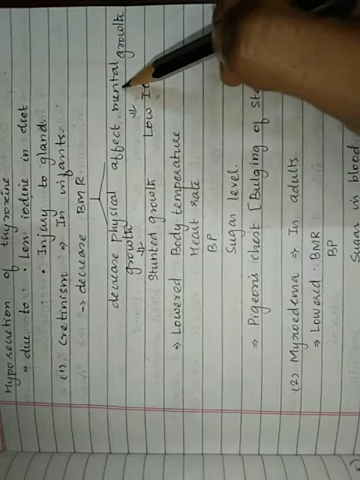 Hyposecretion of thyroxine
⇒ due to • Low iodine in diet
• Injury to gland.
(1) Cretinism ⇒ In infants.
→ decrease BMR
decrease physical growth affect mental growth
⇒ Stunted growth ⇒ Low I
⇒ Lowered Body temperature
Heart rate
BP
Sugar level.
⇒ Pigeon chest [Bulging of
(2) Myxoedema ⇒ In adults
⇒ Lowered BMR
BP
Sugar in blood